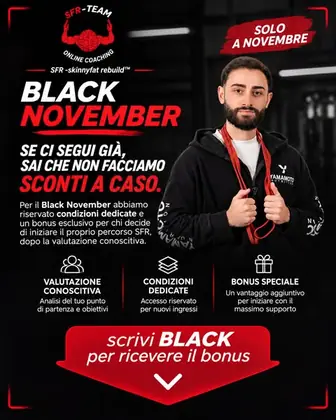 SFR-TEAM
ONLINE COACHING
SFR -skinnyfat rebuild™
SOLO
A NOVEMBRE
BLACK
NOVEMBER
SE CI SEGUI GIÀ,
SAI CHE NON FACCIAMO
SCONTI A CASO.
Per il Black November abbiamo
riservato condizioni dedicate e
un bonus esclusivo per chi decide
di iniziare il proprio percorso SFR,
dopo la valutazione conoscitiva.
YAMAMOTO
VALUTAZIONE
CONOSCITIVA
Analisi del tuo punto
di partenza e obiettivi
CONDIZIONI
DEDICATE
Accesso riservato
per nuovi ingressi
BONUS SPECIALE
Un vantaggio aggiuntivo
per iniziare con il
massimo supporto
scrivi BLACK
per ricevere il bonus